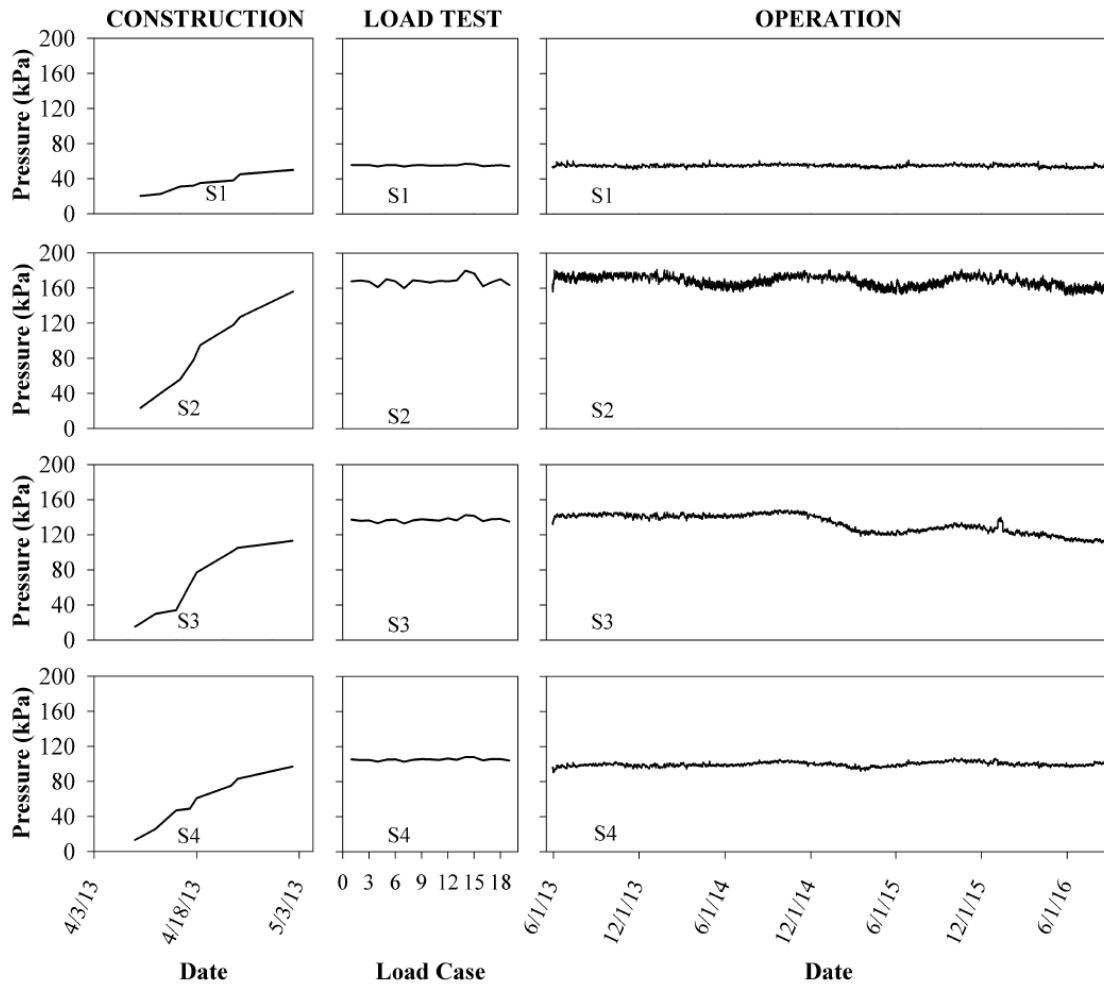 CONSTRUCTION LOAD TEST OPERATION
Pressure (kPa)
200
160
120
80
40
0
S1 S1 S1
Pressure (kPa)
200
160
120
80
40
0
S2 S2 S2
Pressure (kPa)
200
160
120
80
40
0
S3 S3 S3
Pressure (kPa)
200
160
120
80
40
0
S4 S4 S4
4/3/13 4/18/13 5/3/13
0 3 6 9 12 15 18
6/1/13 12/1/13 6/1/14 12/1/14 6/1/15 12/1/15 6/1/16
Date Load Case Date